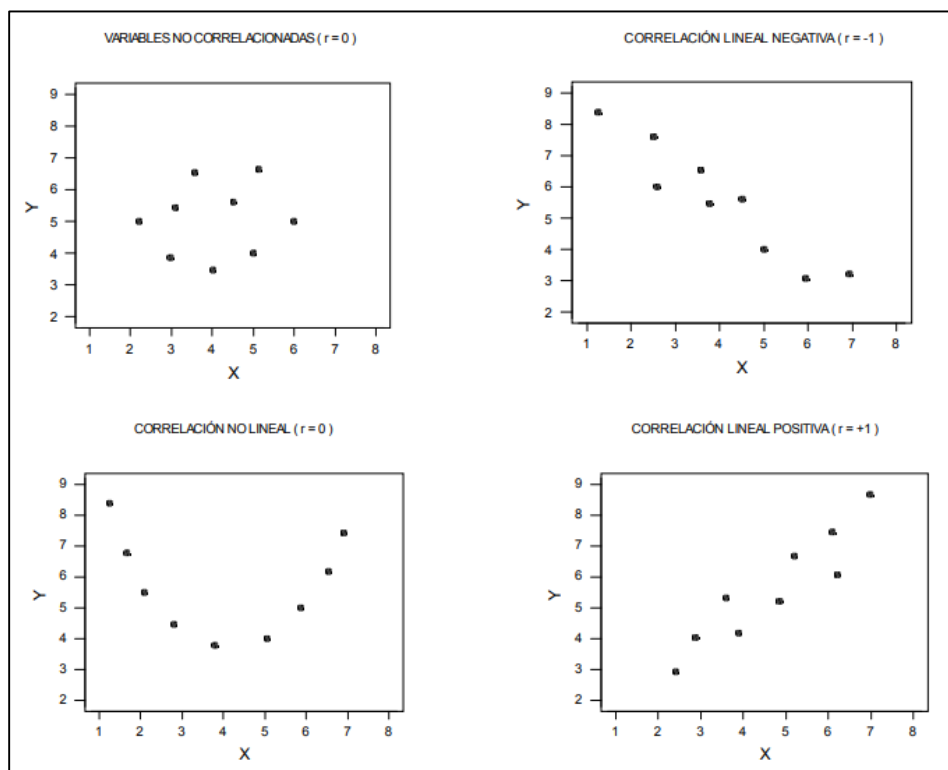 VARIABLES NO CORRELACIONADAS ( r = 0 )
9
8
7
6
5
4
3
2
Y
1 2 3 4 5 6 7 8
X
CORRELACIÓN LINEAL NEGATIVA ( r = -1 )
9
8
7
6
5
4
3
2
Y
1 2 3 4 5 6 7 8
X
CORRELACIÓN NO LINEAL ( r = 0 )
9
8
7
6
5
4
3
2
Y
1 2 3 4 5 6 7 8
X
CORRELACIÓN LINEAL POSITIVA ( r = +1 )
9
8
7
6
5
4
3
2
Y
1 2 3 4 5 6 7 8
X